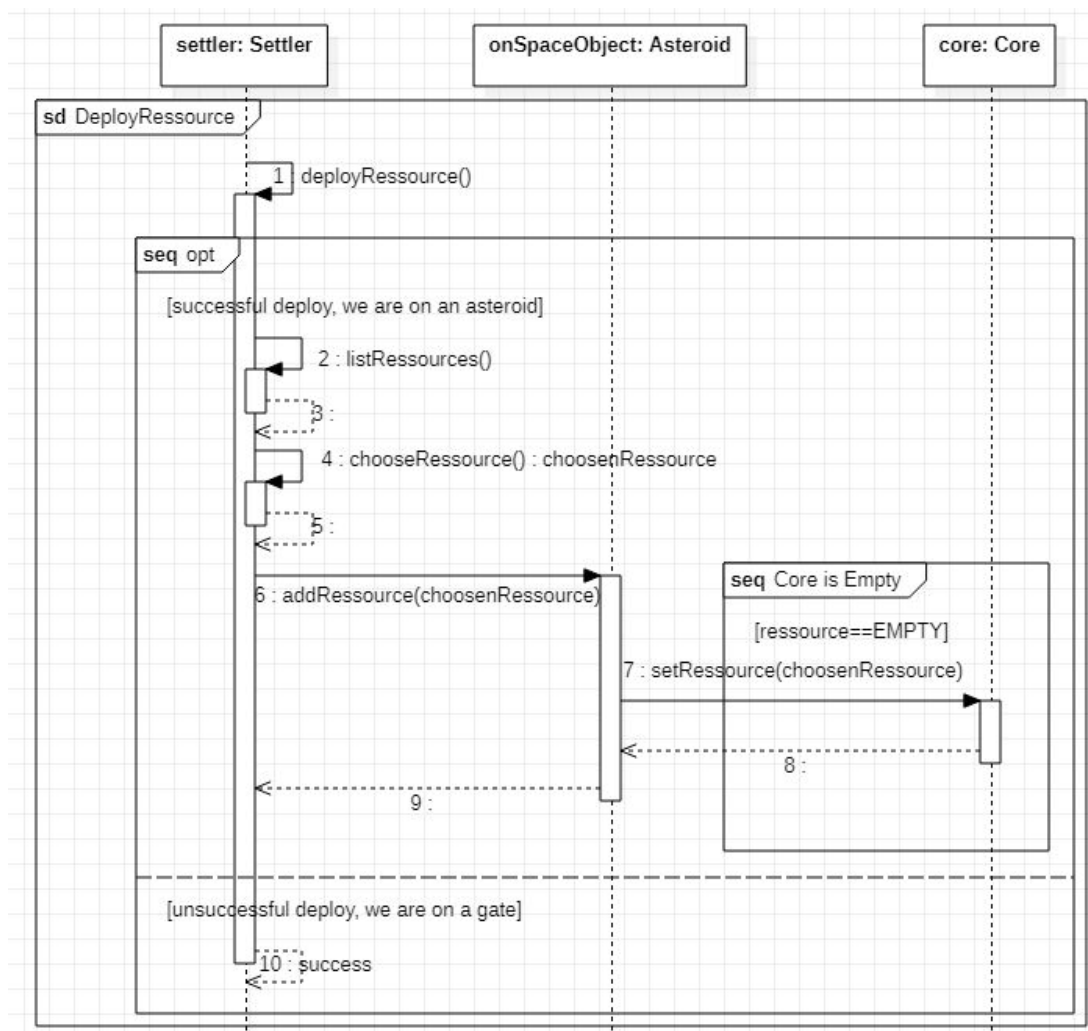 settler: Settler
onSpaceObject: Asteroid
core: Core
sd DeployRessource
1 : deployRessource()
seq opt
[successful deploy, we are on an asteroid]
2 : listRessources()
3 :
4 : chooseRessource() : choosenRessource
5 :
6 : addRessource(choosenRessource)
seq Core is Empty
[ressource==EMPTY]
7 : setRessource(choosenRessource)
8 :
9 :
[unsuccessful deploy, we are on a gate]
10 : success